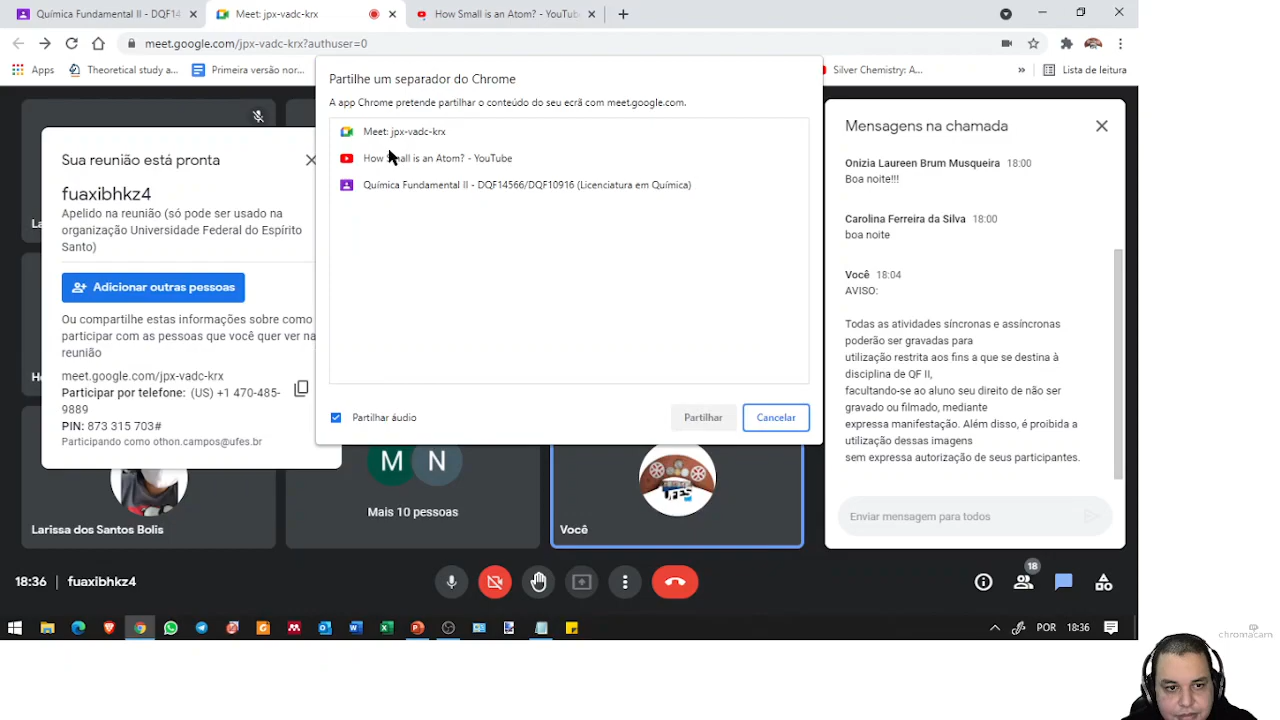 Química Fundamental II - DQF14
Meet: jpx-vadc-krx
How Small is an Atom? - YouTube
meet.google.com/jpx-vadc-krx?authuser=0
Apps
Theoretical study a...
Primeira versão nor...
Silver Chemistry: A...
»
Lista de leitura
Partilhe um separador do Chrome
A app Chrome pretende partilhar o conteúdo do seu ecrã com meet.google.com.
Meet: jpx-vadc-krx
How Small is an Atom? - YouTube
Química Fundamental II - DQF14566/DQF10916 (Licenciatura em Química)
Partilhar áudio
Partilhar
Cancelar
Sua reunião está pronta
fuaxibhkz4
Apelido na reunião (só pode ser usado na
organização Universidade Federal do Espírito
Santo)
Adicionar outras pessoas
Ou compartilhe estas informações sobre como
participar com as pessoas que você quer ver na
reunião
meet.google.com/jpx-vadc-krx
Participar por telefone: (US) +1 470-485-
9889
PIN: 873 315 703#
Participando como othon.campos@ufes.br
La
Larissa dos Santos Bolis
M
N
Mais 10 pessoas
UFES
Você
Mensagens na chamada
Onizia Laureen Brum Musqueira 18:00
Boa noite!!!
Carolina Ferreira da Silva 18:00
boa noite
Você 18:04
AVISO:
Todas as atividades síncronas e assíncronas
poderão ser gravadas para
utilização restrita aos fins a que se destina à
disciplina de QF II,
facultando-se ao aluno seu direito de não ser
gravado ou filmado, mediante
expressa manifestação. Além disso, é proibida a
utilização dessas imagens
sem expressa autorização de seus participantes.
Enviar mensagem para todos
18:36 | fuaxibhkz4
18
POR
18:36
chromacam